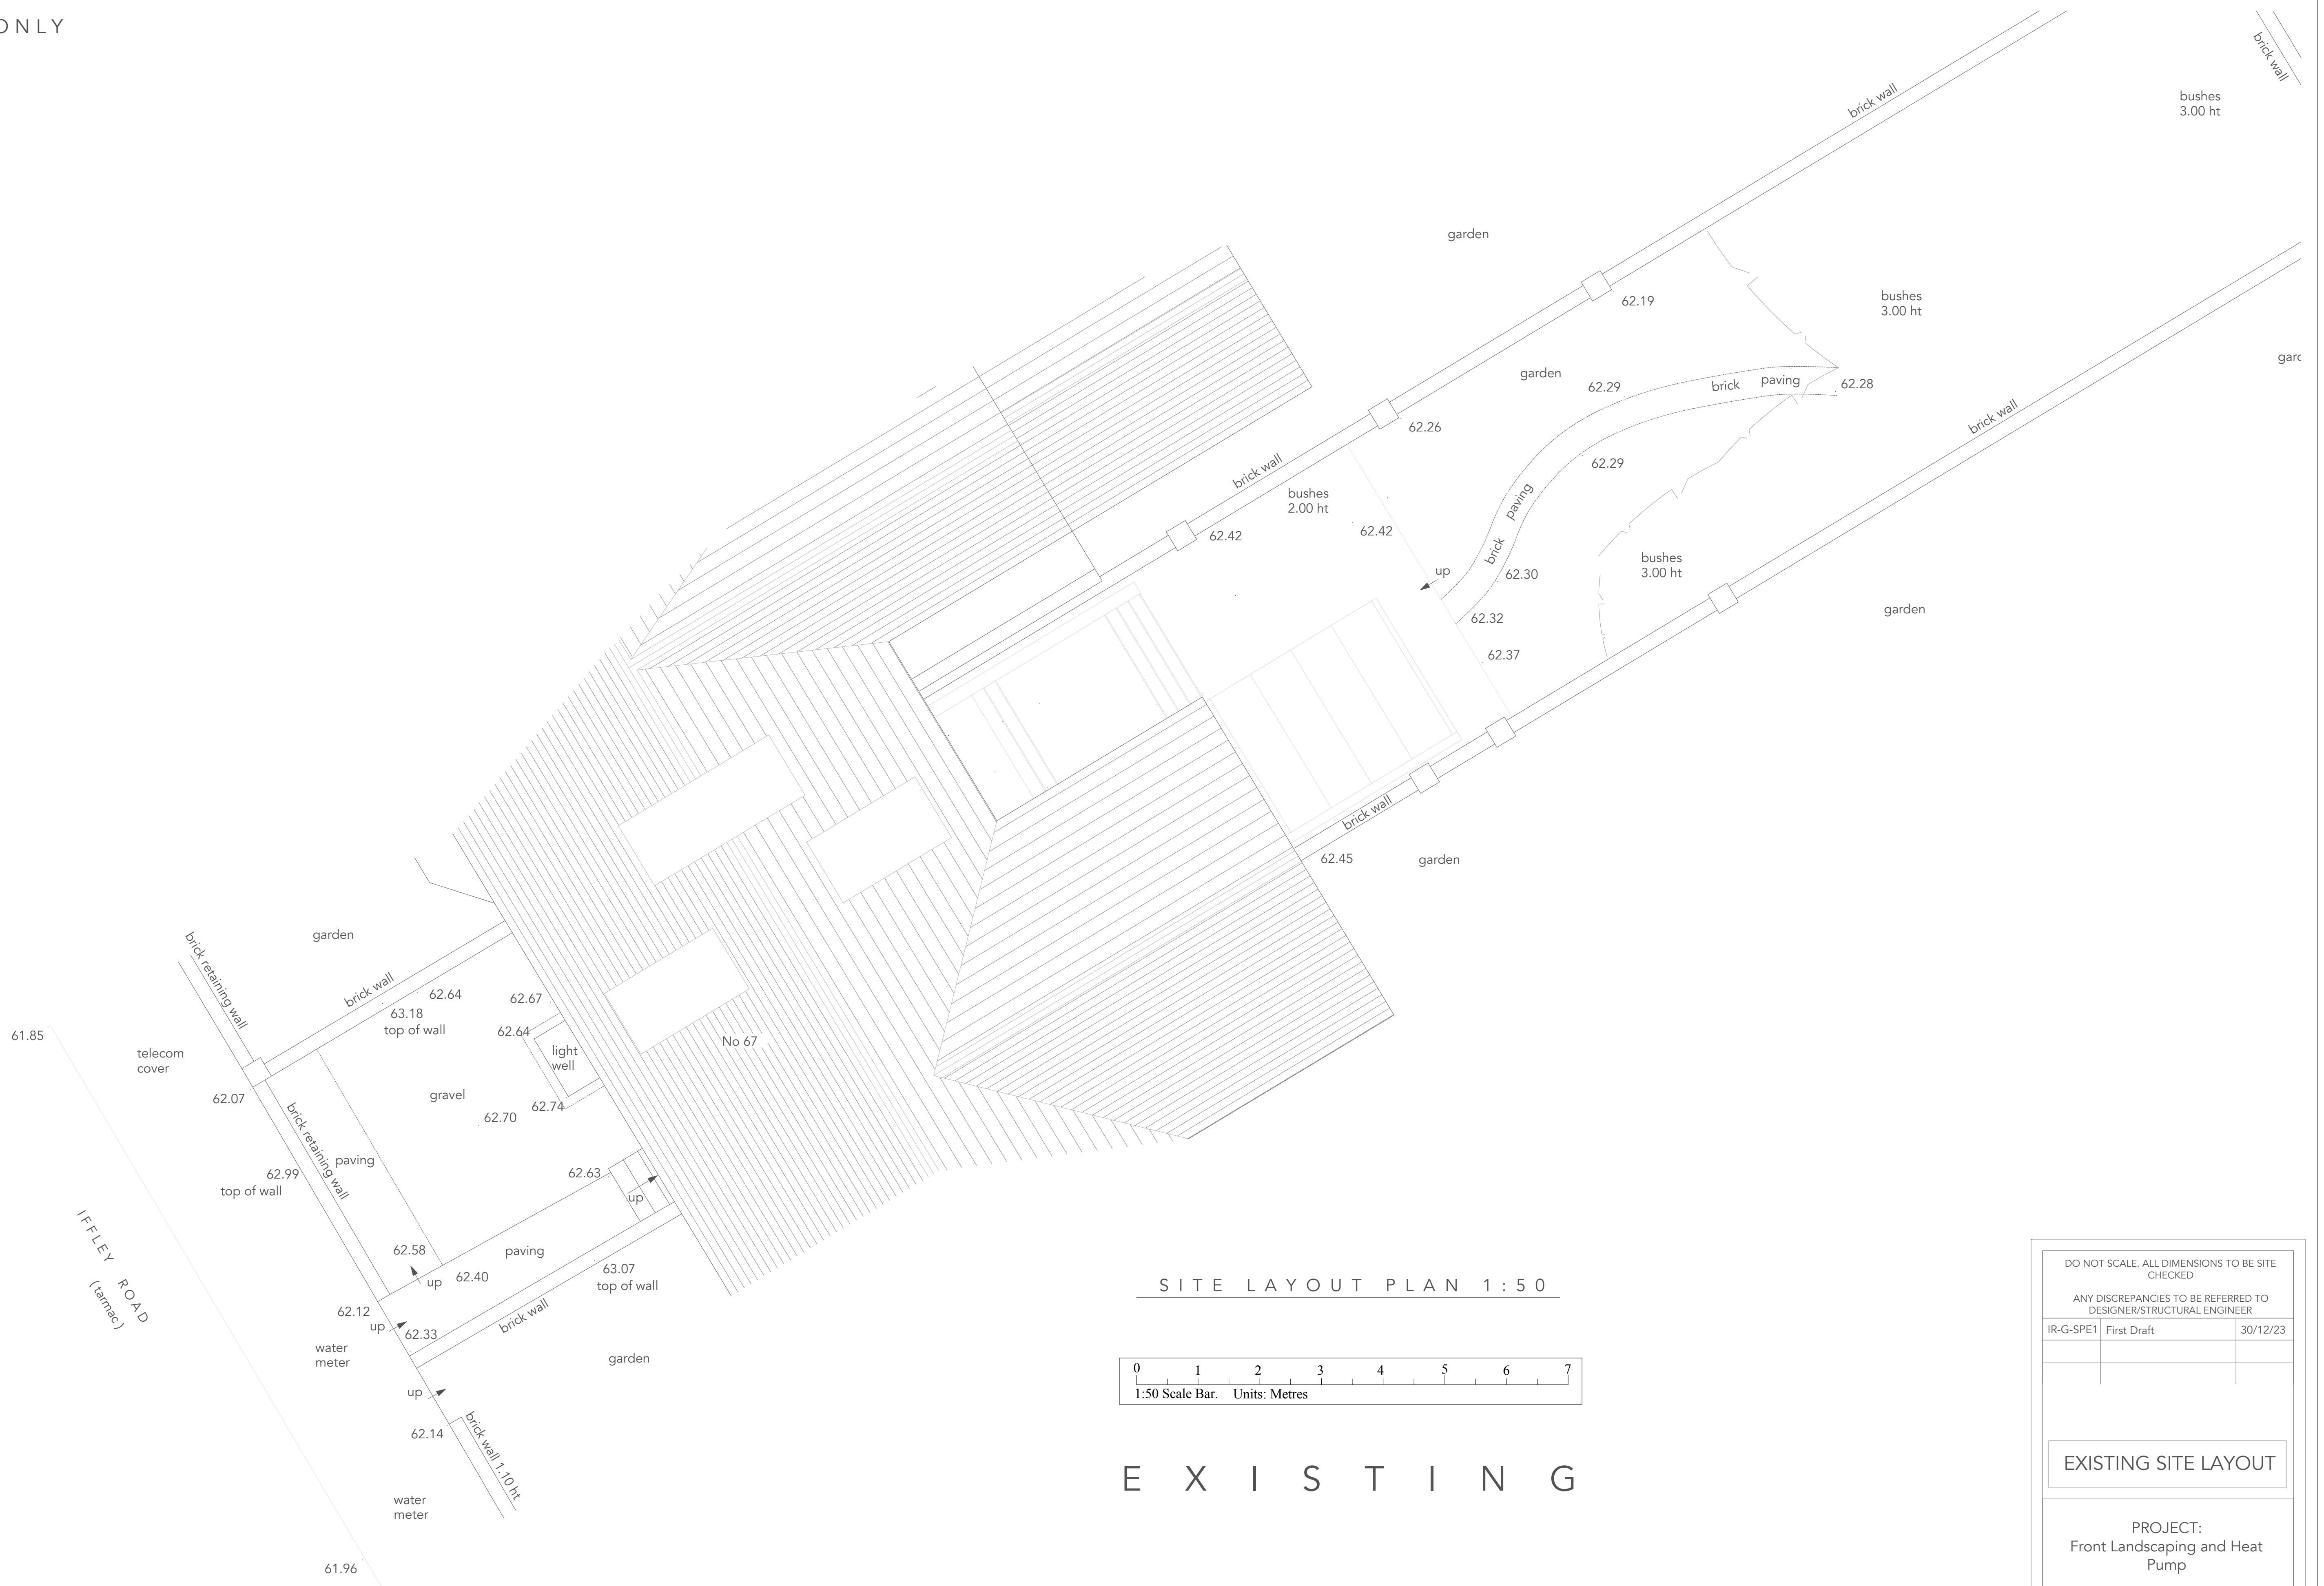 ONLY
brick wall
brick wall
bushes
3.00 ht
garden
62.19
bushes
3.00 ht
garden
62.29
brick paving
62.28
62.26
brick wall
62.29
brick wall
bushes
2.00 ht
62.42
62.42
brick paving
up
62.30
bushes
3.00 ht
garden
62.32
62.37
brick wall
62.45
garden
garden
brick retaining wall
brick wall
62.64
62.67
63.18
top of wall
62.64
light
well
No 67
61.85
telecom
cover
62.07
gravel
62.70
62.74
brick retaining wall
paving
62.99
top of wall
62.63
up
IFFLEY ROAD
(tarmac)
62.58
paving
62.40
up
63.07
top of wall
62.12
up
62.33
brick wall
water
meter
garden
up
62.14
brick wall 1.10 ht
water
meter
61.96
SITE LAYOUT PLAN 1:50
0 1 2 3 4 5 6 7
1:50 Scale Bar. Units: Metres
EXISTING
DO NOT SCALE. ALL DIMENSIONS TO BE SITE
CHECKED
ANY DISCREPANCIES TO BE REFERRED TO
DESIGNER/STRUCTURAL ENGINEER
IR-G-SPE1 First Draft 30/12/23
EXISTING SITE LAYOUT
PROJECT:
Front Landscaping and Heat
Pump